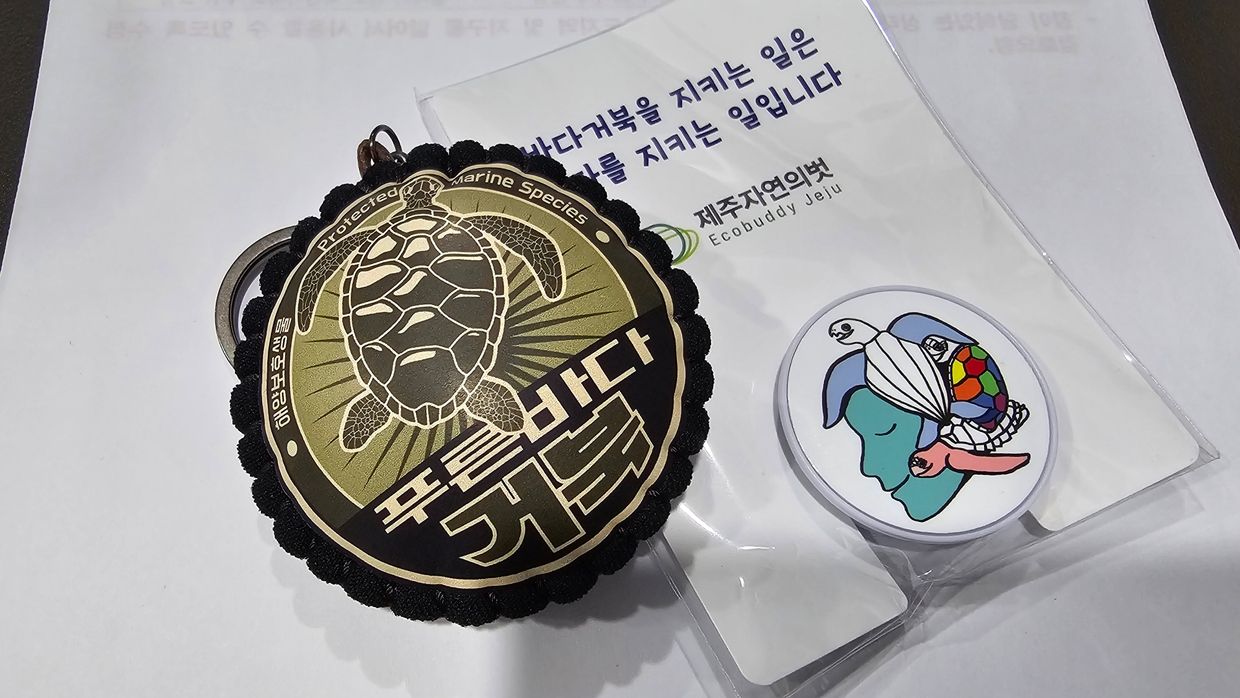 바다거북을 지키는 일은
지키는 일입니다
제주자연의벗
Ecobuddy Jeju
Protected Marine Species
해양보호생물
푸른바다
거북